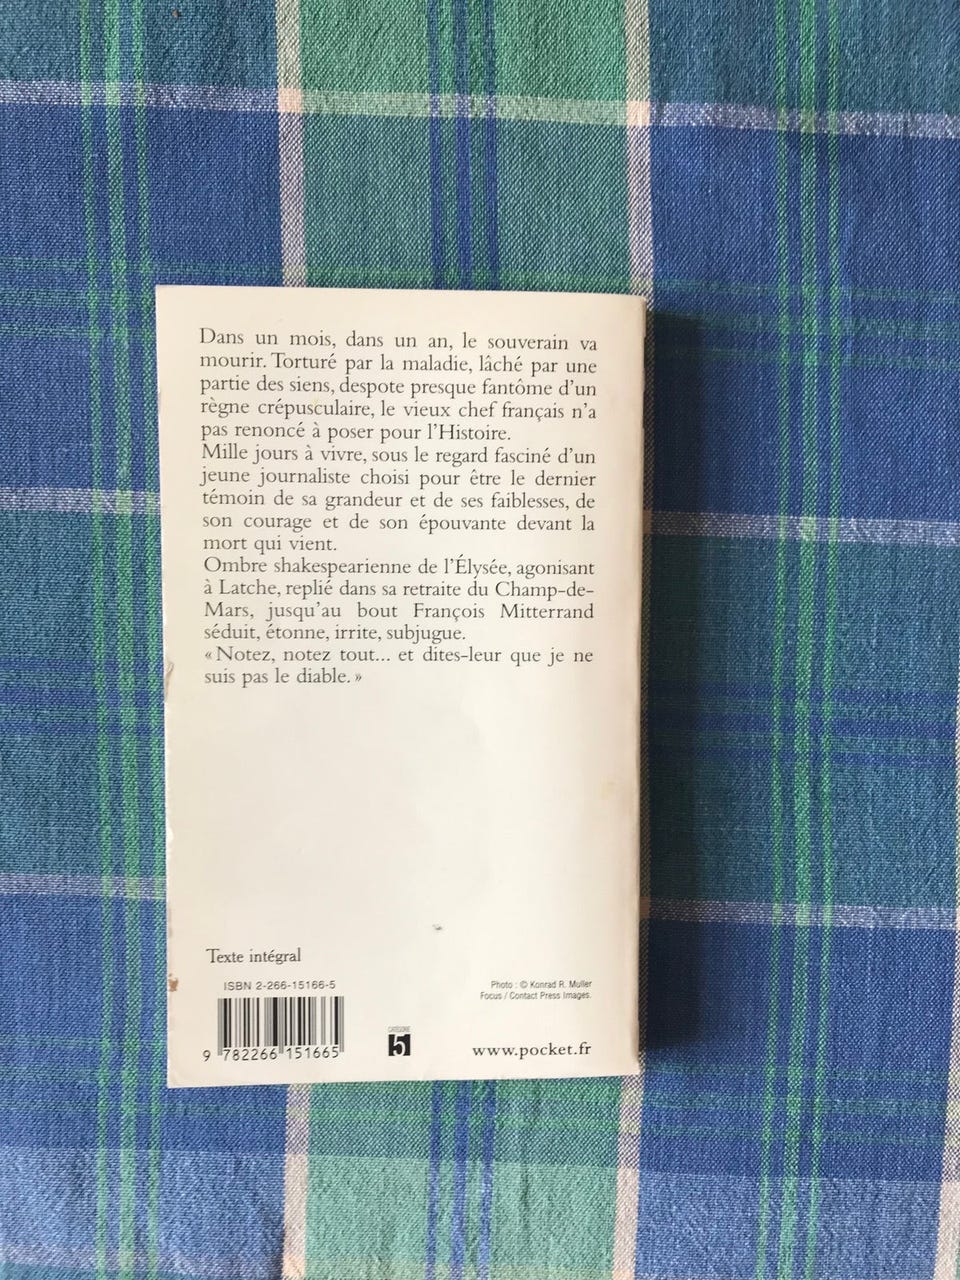 Dans un mois, dans un an, le souverain va
mourir. Torturé par la maladie, lâché par une
partie des siens, despote presque fantôme d'un
règne crépusculaire, le vieux chef français n'a
pas renoncé à poser pour l'Histoire.
Mille jours à vivre, sous le regard fasciné d'un
jeune journaliste choisi pour être le dernier
témoin de sa grandeur et de ses faiblesses, de
son courage et de son épouvante devant la
mort qui vient.
Ombre shakespearienne de l'Élysée, agonisant
à Latche, replié dans sa retraite du Champ-de-
Mars, jusqu'au bout François Mitterrand
séduit, étonne, irrite, subjugue.
« Notez, notez tout... et dites-leur que je ne
suis pas le diable. »
Texte intégral
ISBN 2-266-15166-5
Photo : © Konrad R. Muller
Focus / Contact Press Images.
9 782266 151665
CATÉGORIE
5
www.pocket.fr